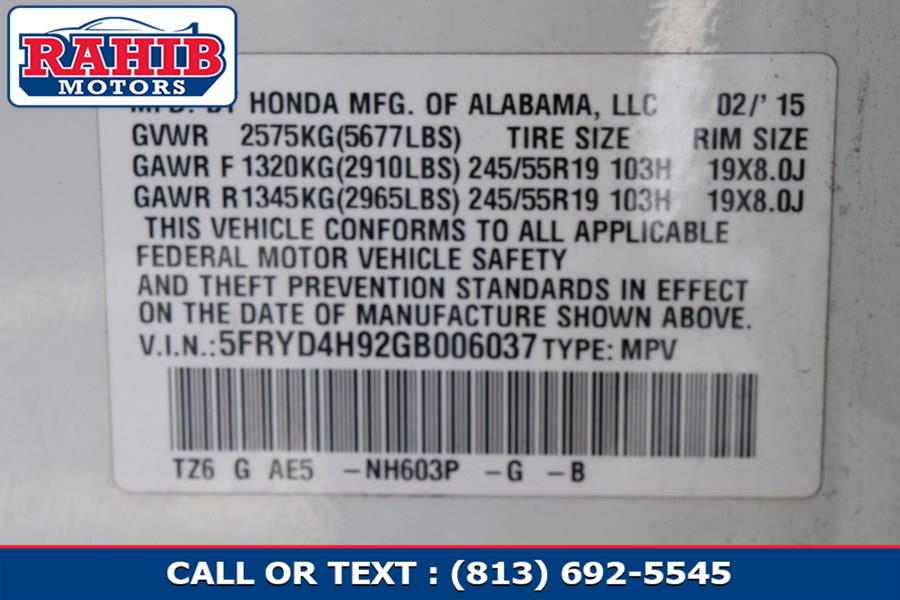 RAHIB
MOTORS
MFD. BY HONDA MFG. OF ALABAMA, LLC 02/' 15
GVWR 2575KG(5677LBS) TIRE SIZE RIM SIZE
GAWR F 1320KG(2910LBS) 245/55R19 103H 19X8.0J
GAWR R1345KG(2965LBS) 245/55R19 103H 19X8.0J
THIS VEHICLE CONFORMS TO ALL APPLICABLE
FEDERAL MOTOR VEHICLE SAFETY
AND THEFT PREVENTION STANDARDS IN EFFECT
ON THE DATE OF MANUFACTURE SHOWN ABOVE.
V.I.N.:5FRYD4H92GB006037 TYPE: MPV
TZ6 G AE5 –NH603P –G –B
CALL OR TEXT : (813) 692-5545